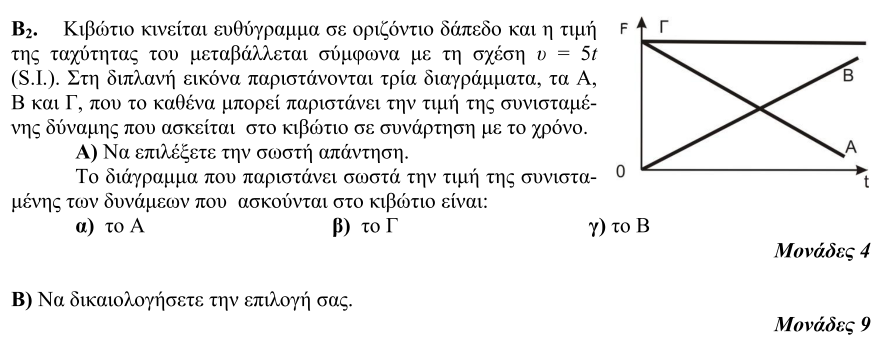 Β₂. Κιβώτιο κινείται ευθύγραμμα σε οριζόντιο δάπεδο και η τιμή
της ταχύτητας του μεταβάλλεται σύμφωνα με τη σχέση υ = 5t
(S.I.). Στη διπλανή εικόνα παριστάνονται τρία διαγράμματα, τα Α,
Β και Γ, που το καθένα μπορεί παριστάνει την τιμή της συνισταμέ-
νης δύναμης που ασκείται στο κιβώτιο σε συνάρτηση με το χρόνο.
Α) Να επιλέξετε την σωστή απάντηση.
Το διάγραμμα που παριστάνει σωστά την τιμή της συνιστα-
μένης των δυνάμεων που ασκούνται στο κιβώτιο είναι:
α) το Α β) το Γ γ) το Β
Μονάδες 4
Β) Να δικαιολογήσετε την επιλογή σας.
Μονάδες 9
F Γ
Β
Α
0
t